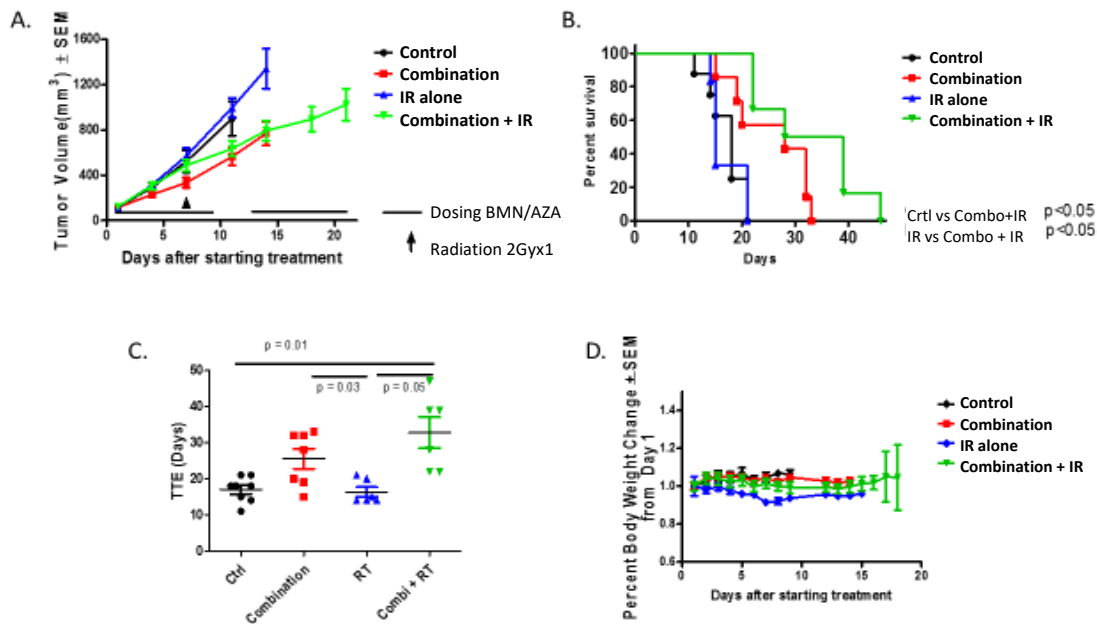 A.
Tumor Volume(mm³) ± SEM
1600
1200
800
400
0
0 5 10 15 20
Days after starting treatment
Control
Combination
IR alone
Combination + IR
Dosing BMN/AZA
Radiation 2Gyx1
B.
Percent survival
100
80
60
40
20
0
0 10 20 30 40
Days
Control
Combination
IR alone
Combination + IR
Crtl vs Combo+IR p<0.05
IR vs Combo + IR p<0.05
C.
p = 0.01
p = 0.03 p = 0.05
TTE (Days)
50
40
30
20
10
0
Ctrl
Combination
RT
Combi + RT
D.
Percent Body Weight Change ±SEM
from Day 1
1.4
1.2
1.0
0.8
0.6
0 5 10 15 20
Days after starting treatment
Control
Combination
IR alone
Combination + IR